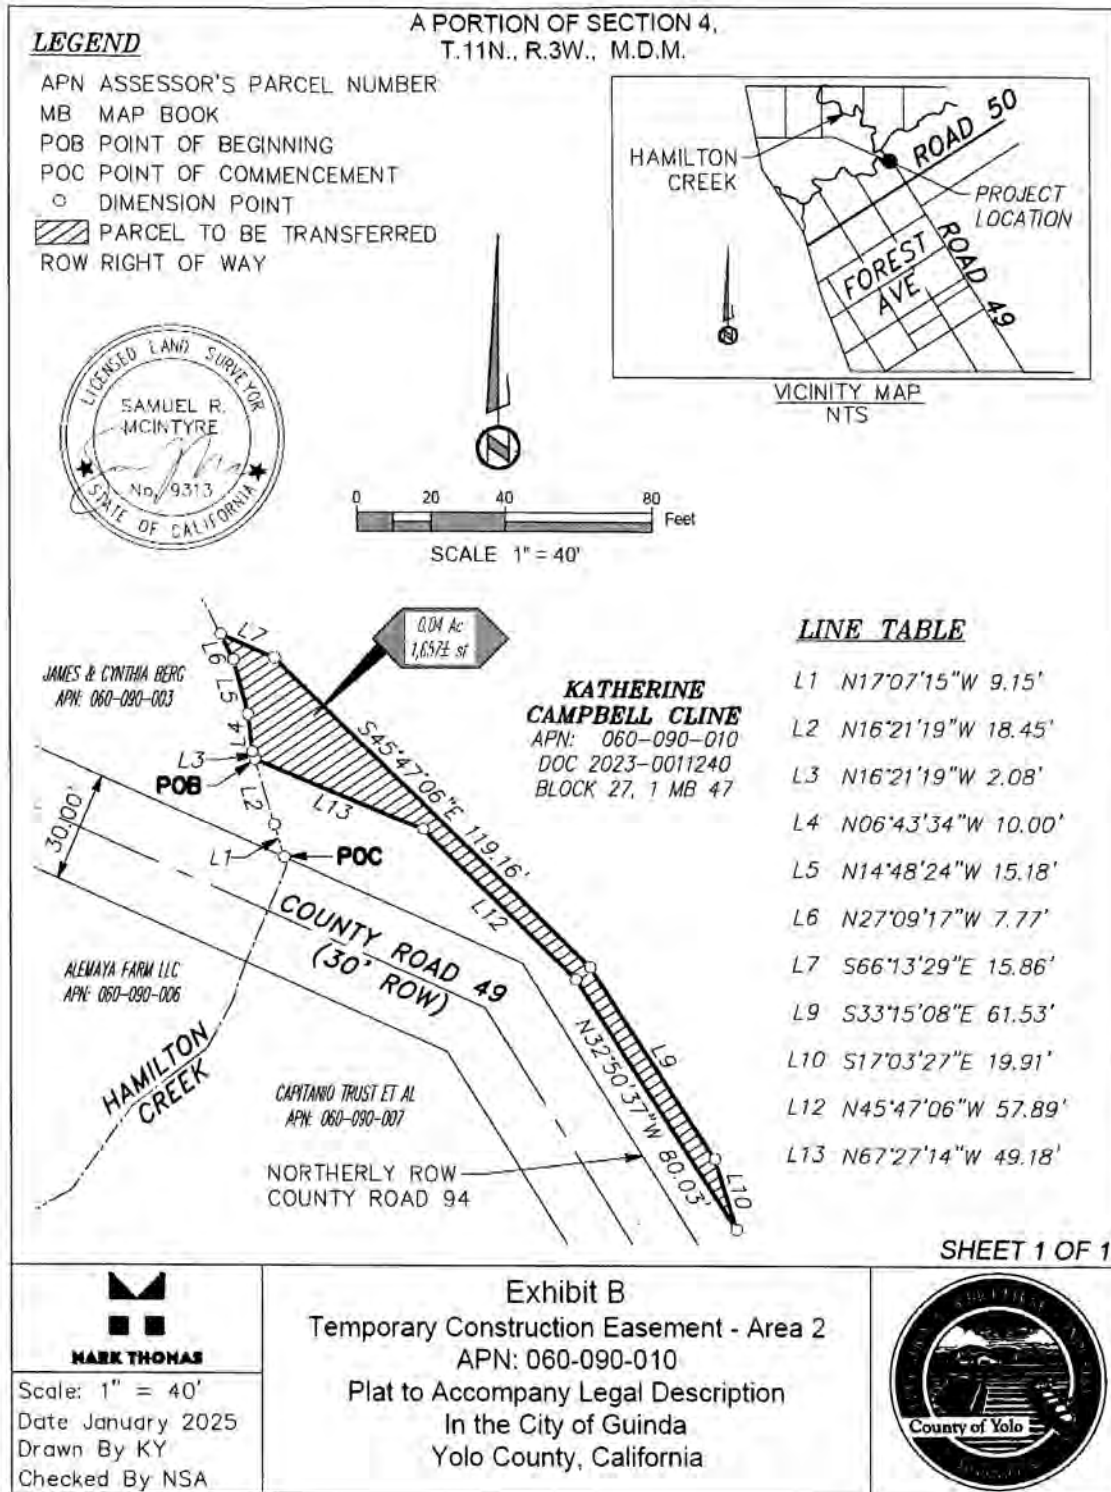 A PORTION OF SECTION 4,
T.11N., R.3W., M.D.M.
LEGEND
APN ASSESSOR'S PARCEL NUMBER
MB MAP BOOK
POB POINT OF BEGINNING
POC POINT OF COMMENCEMENT
DIMENSION POINT
PARCEL TO BE TRANSFERRED
ROW RIGHT OF WAY
HAMILTON
CREEK
ROAD 50
PROJECT
LOCATION
FOREST
AVE
ROAD 49
N
VICINITY MAP
NTS
LICENSED LAND SURVEYOR
SAMUEL R.
MCINTYRE
No. 9313
STATE OF CALIFORNIA
N
0 20 40 80
Feet
SCALE 1" = 40'
0.04 Ac
1,657± sf
JAMES & CYNTHIA BERG
APN: 060-090-003
L7
L6
L5
L4
L3
POB
L2
L1
POC
L13
S45°47'06"E 119.16'
L12
30.00'
COUNTY ROAD 49
(30' ROW)
N32°50'37"W 80.03'
L9
L10
KATHERINE
CAMPBELL CLINE
APN: 060-090-010
DOC 2023-0011240
BLOCK 27, 1 MB 47
ALEMAYA FARM LLC
APN: 060-090-006
HAMILTON
CREEK
CAPITANIO TRUST ET AL
APN: 060-090-007
NORTHERLY ROW
COUNTY ROAD 94
LINE TABLE
L1 N17°07'15"W 9.15'
L2 N16°21'19"W 18.45'
L3 N16°21'19"W 2.08'
L4 N06°43'34"W 10.00'
L5 N14°48'24"W 15.18'
L6 N27°09'17"W 7.77'
L7 S66°13'29"E 15.86'
L9 S33°15'08"E 61.53'
L10 S17°03'27"E 19.91'
L12 N45°47'06"W 57.89'
L13 N67°27'14"W 49.18'
SHEET 1 OF 1
MARK THOMAS
Scale: 1" = 40'
Date January 2025
Drawn By KY
Checked By NSA
Exhibit B
Temporary Construction Easement - Area 2
APN: 060-090-010
Plat to Accompany Legal Description
In the City of Guinda
Yolo County, California
County of Yolo